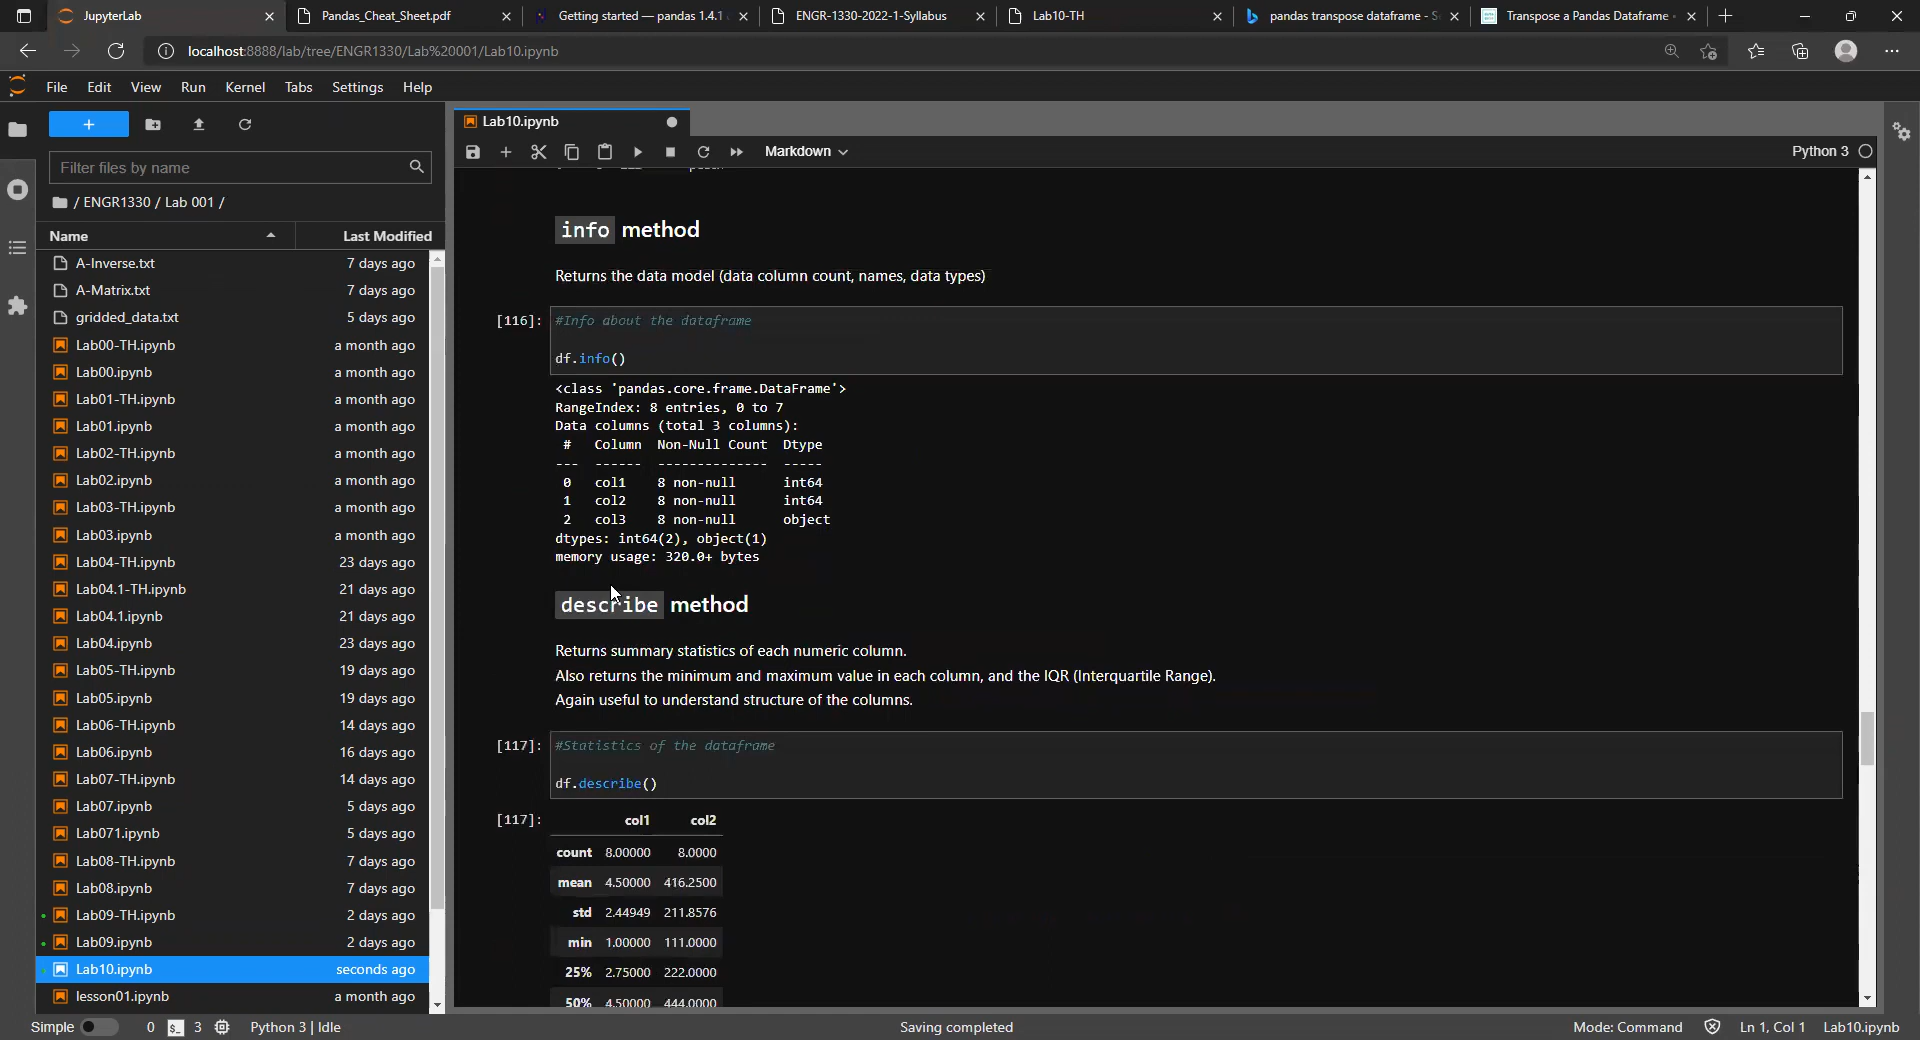 JupyterLab
Pandas_Cheat_Sheet.pdf
Getting started — pandas 1.4.1
ENGR-1330-2022-1-Syllabus
Lab10-TH
pandas transpose dataframe - S
Transpose a Pandas Dataframe
localhost:8888/lab/tree/ENGR1330/Lab%20001/Lab10.ipynb
File Edit View Run Kernel Tabs Settings Help
Filter files by name
/ ENGR1330 / Lab 001 /
Name Last Modified
A-Inverse.txt 7 days ago
A-Matrix.txt 7 days ago
gridded_data.txt 5 days ago
Lab00-TH.ipynb a month ago
Lab00.ipynb a month ago
Lab01-TH.ipynb a month ago
Lab01.ipynb a month ago
Lab02-TH.ipynb a month ago
Lab02.ipynb a month ago
Lab03-TH.ipynb a month ago
Lab03.ipynb a month ago
Lab04-TH.ipynb 23 days ago
Lab04.1-TH.ipynb 21 days ago
Lab04.1.ipynb 21 days ago
Lab04.ipynb 23 days ago
Lab05-TH.ipynb 19 days ago
Lab05.ipynb 19 days ago
Lab06-TH.ipynb 14 days ago
Lab06.ipynb 16 days ago
Lab07-TH.ipynb 14 days ago
Lab07.ipynb 5 days ago
Lab071.ipynb 5 days ago
Lab08-TH.ipynb 7 days ago
Lab08.ipynb 7 days ago
Lab09-TH.ipynb 2 days ago
Lab09.ipynb 2 days ago
Lab10.ipynb seconds ago
lesson01.ipynb a month ago
Lab10.ipynb
Markdown
Python 3
info method
Returns the data model (data column count, names, data types)
[116]: #Info about the dataframe
df.info()
<class 'pandas.core.frame.DataFrame'>
RangeIndex: 8 entries, 0 to 7
Data columns (total 3 columns):
# Column Non-Null Count Dtype
--- ------ -------------- -----
0 col1 8 non-null int64
1 col2 8 non-null int64
2 col3 8 non-null object
dtypes: int64(2), object(1)
memory usage: 320.0+ bytes
describe method
Returns summary statistics of each numeric column.
Also returns the minimum and maximum value in each column, and the IQR (Interquartile Range).
Again useful to understand structure of the columns.
[117]: #Statistics of the dataframe
df.describe()
[117]: col1 col2
count 8.00000 8.0000
mean 4.50000 416.2500
std 2.44949 211.8576
min 1.00000 111.0000
25% 2.75000 222.0000
50% 4.50000 444.0000
Simple 0 3 Python 3 | Idle
Saving completed
Mode: Command Ln 1, Col 1 Lab10.ipynb